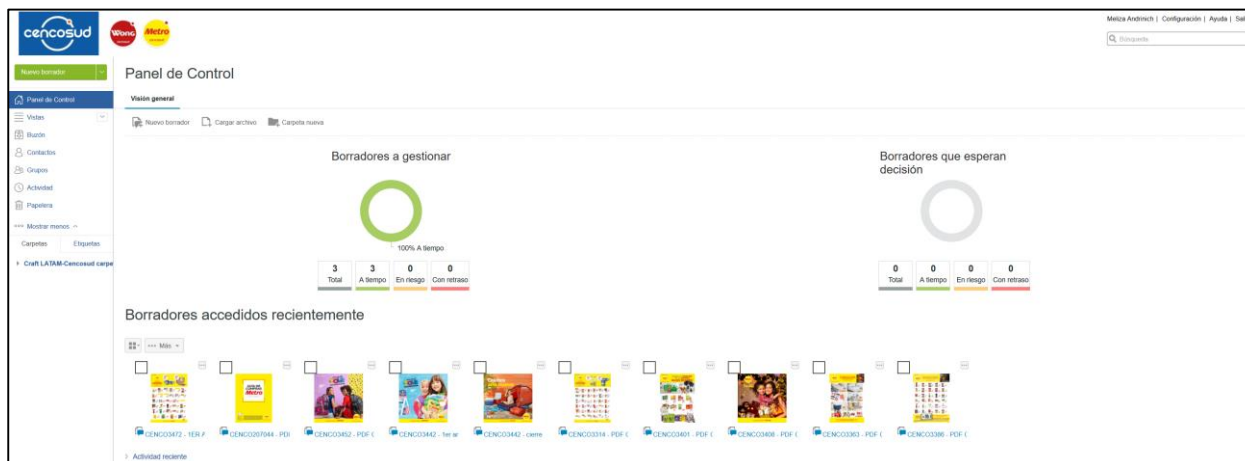 cencosud
Wong
Metro
Meliza Andrinich | Configuración | Ayuda | Sal
Búsqueda
Nuevo borrador
Panel de Control
Vistas
Buzón
Contactos
Grupos
Actividad
Papelera
Mostrar menos
Carpetas Etiquetas
Craft LATAM-Cencosud carpe
Panel de Control
Visión general
Nuevo borrador Cargar archivo Carpeta nueva
Borradores a gestionar
100% A tiempo
3 3 0 0
Total A tiempo En riesgo Con retraso
Borradores que esperan
decisión
0 0 0 0
Total A tiempo En riesgo Con retraso
Borradores accedidos recientemente
Más
Metro
CENCO3472 - 1ER CENCO207044 - PDI CENCO3452 - PDF CENCO3442 - 1er ar CENCO3442 - cierre CENCO3314 - PDF CENCO3401 - PDF CENCO3408 - PDF CENCO3363 - PDF CENCO3386 - PDF
Actividad reciente